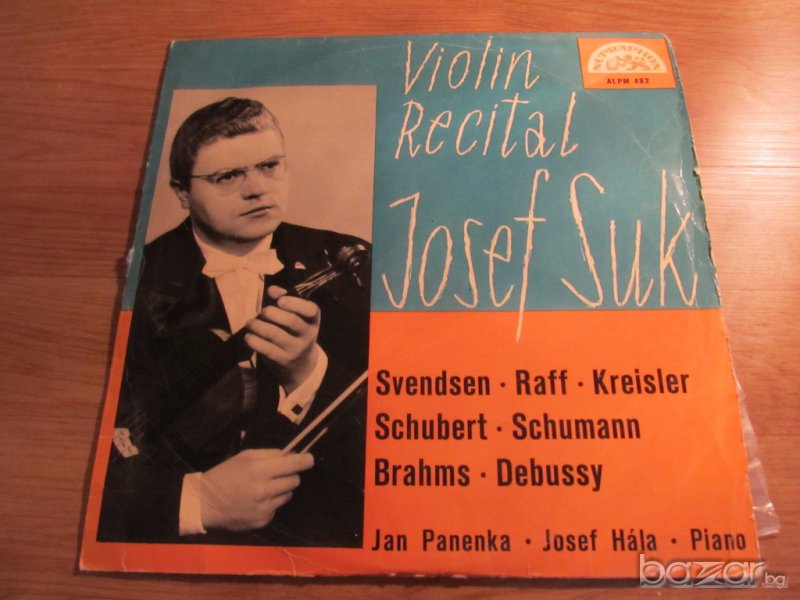 Violin
Recital
SUPRAPHON
ALPM 482
Josef Suk
Svendsen · Raff · Kreisler
Schubert · Schumann
Brahms · Debussy
Jan Panenka · Josef Hála · Piano
bazar.bg